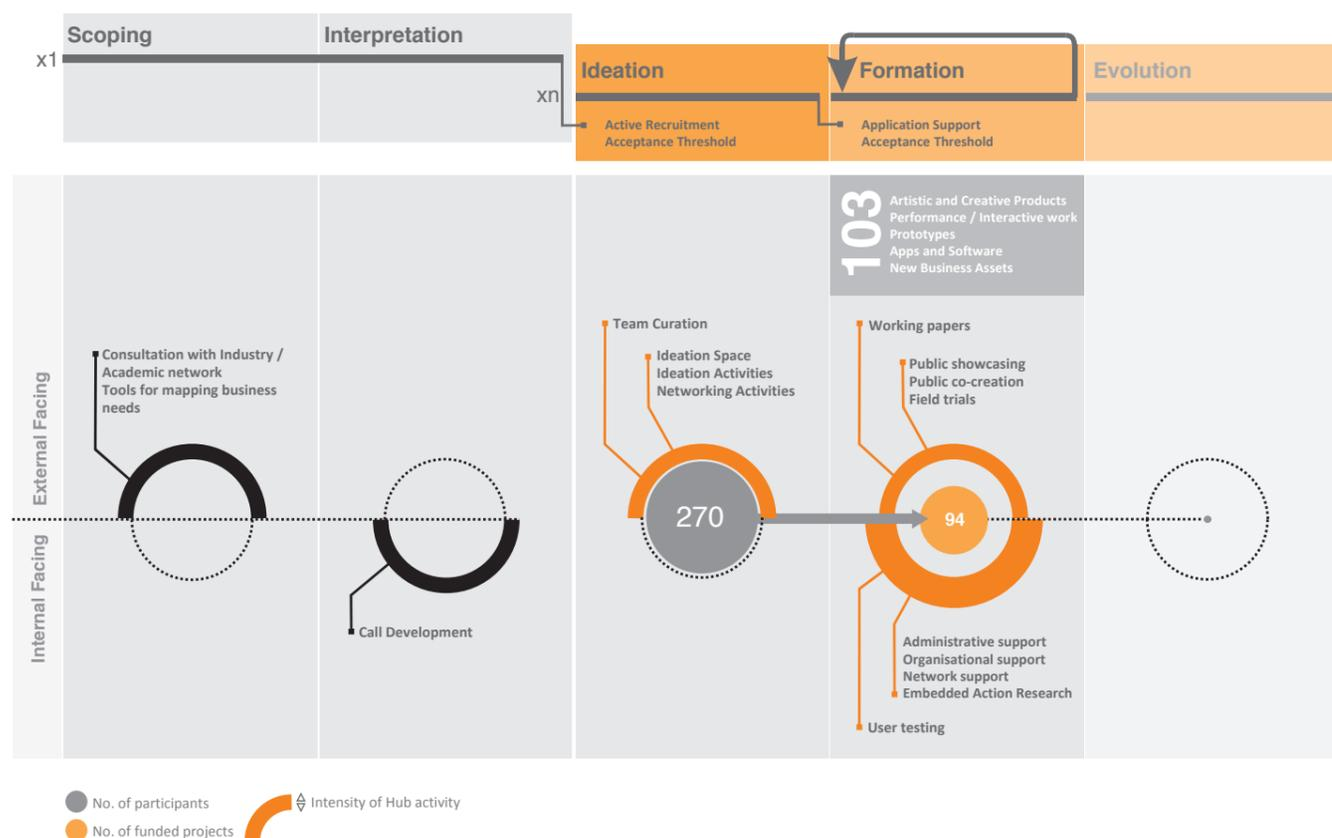 Scoping
Interpretation
x1
xn
Ideation
Formation
Evolution
Active Recruitment
Acceptance Threshold
Application Support
Acceptance Threshold
103
Artistic and Creative Products
Performance / Interactive work
Prototypes
Apps and Software
New Business Assets
External Facing
Internal Facing
Consultation with Industry /
Academic network
Tools for mapping business
needs
Call Development
Team Curation
Ideation Space
Ideation Activities
Networking Activities
270
Working papers
Public showcasing
Public co-creation
Field trials
94
Administrative support
Organisational support
Network support
Embedded Action Research
User testing
No. of participants
No. of funded projects
Intensity of Hub activity